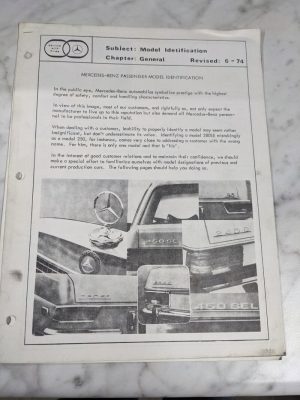 Subject: Model Idetification
Chapter: General Revised: 6 - 74
MERCEDES-BENZ PASSENGER MODEL IDENTIFICATION
In the public eye, Mercedes-Benz automobiles symbolize prestige with the highest
degree of safety, comfort and handling characteristics.
In view of this image, most of our customers, and rightfully so, not only expect the
manufacturer to live up to this reputation but also demand all Mercedes-Benz person-
nel to be professionals in their field.
When dealing with a customer, inability to properly identify a model may seem rather
insignificant, but don't underestimate its value. Identifying a model 280SE mistakingly
as a model 250, for instance, comes very close to addressing a customer with the wrong
name. For him, there is only one model and that is "his".
In the interest of good customer relations and to maintain their confidence, we should
make a special effort to familiarize ourselves with model designations of previous and
current production cars. The following pages should help you doing so.
450 SEL